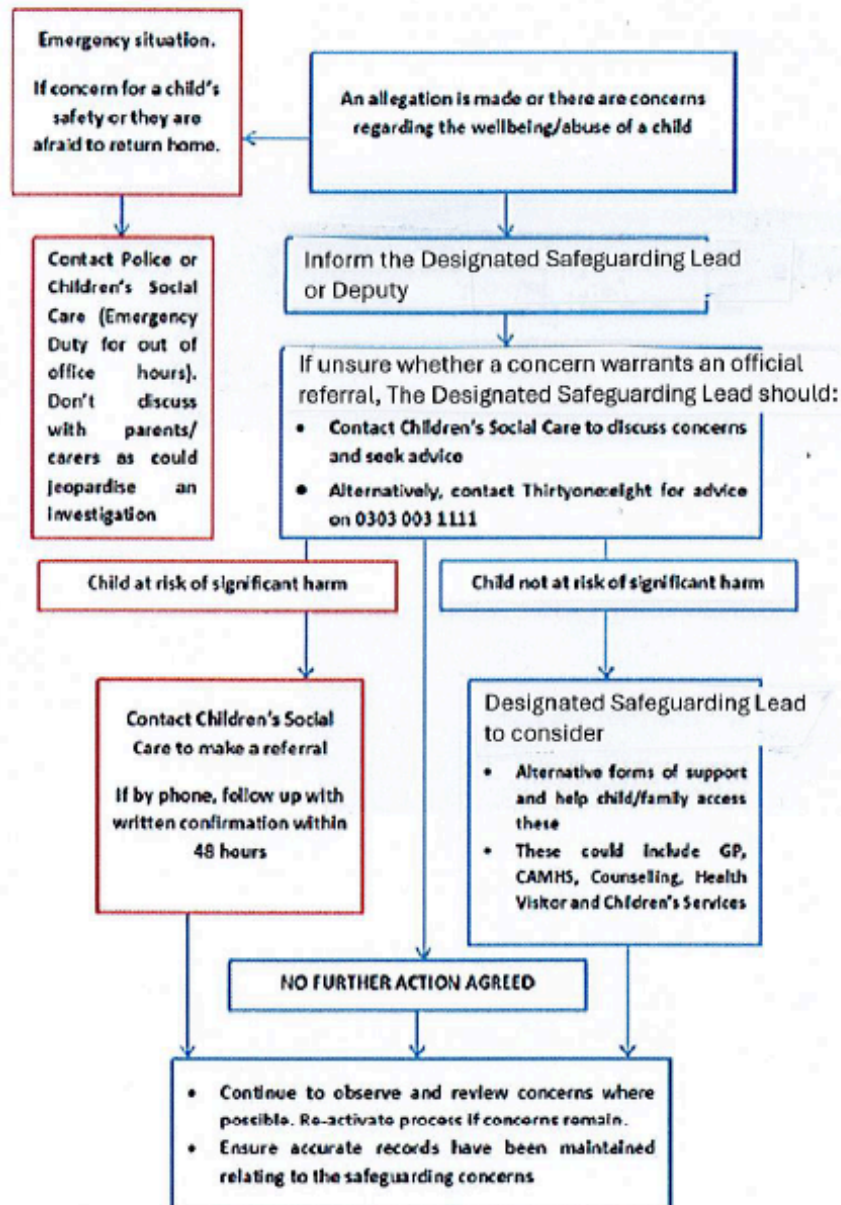 Emergency situation.
If concern for a child's
safety or they are
afraid to return home.
An allegation is made or there are concerns
regarding the wellbeing/abuse of a child
Contact Police or
Children's Social
Care (Emergency
Duty for out of
office hours).
Don't discuss
with parents/
carers as could
jeopardise an
investigation
Inform the Designated Safeguarding Lead
or Deputy
If unsure whether a concern warrants an official
referral, The Designated Safeguarding Lead should:
• Contact Children's Social Care to discuss concerns
and seek advice
• Alternatively, contact Thirtyone:eight for advice
on 0303 003 1111
Child at risk of significant harm
Child not at risk of significant harm
Contact Children's Social
Care to make a referral
If by phone, follow up with
written confirmation within
48 hours
Designated Safeguarding Lead
to consider
• Alternative forms of support
and help child/family access
these
• These could include GP,
CAMHS, Counselling, Health
Visitor and Children's Services
NO FURTHER ACTION AGREED
• Continue to observe and review concerns where
possible. Re-activate process if concerns remain.
• Ensure accurate records have been maintained
relating to the safeguarding concerns